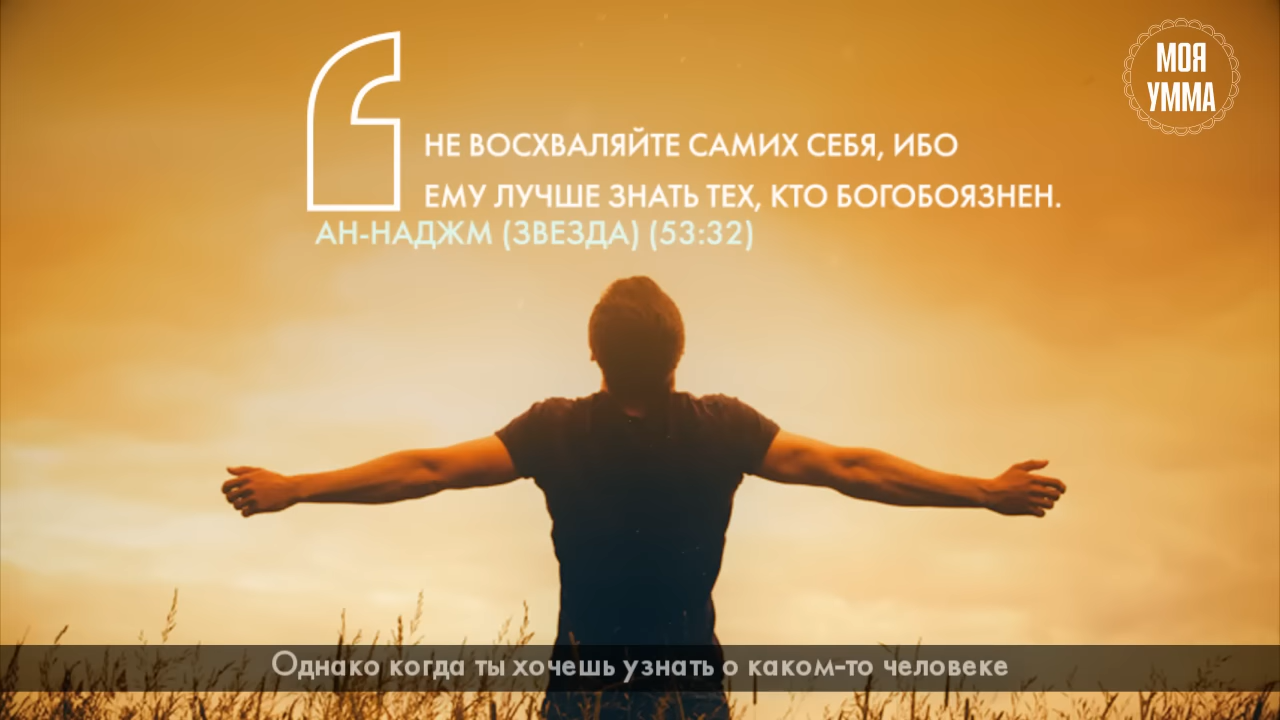 МОЯ
УММА
НЕ ВОСХВАЛЯЙТЕ САМИХ СЕБЯ, ИБО
ЕМУ ЛУЧШЕ ЗНАТЬ ТЕХ, КТО БОГОБОЯЗНЕН.
АН-НАДЖМ (ЗВЕЗДА) (53:32)
Однако когда ты хочешь узнать о каком-то человеке